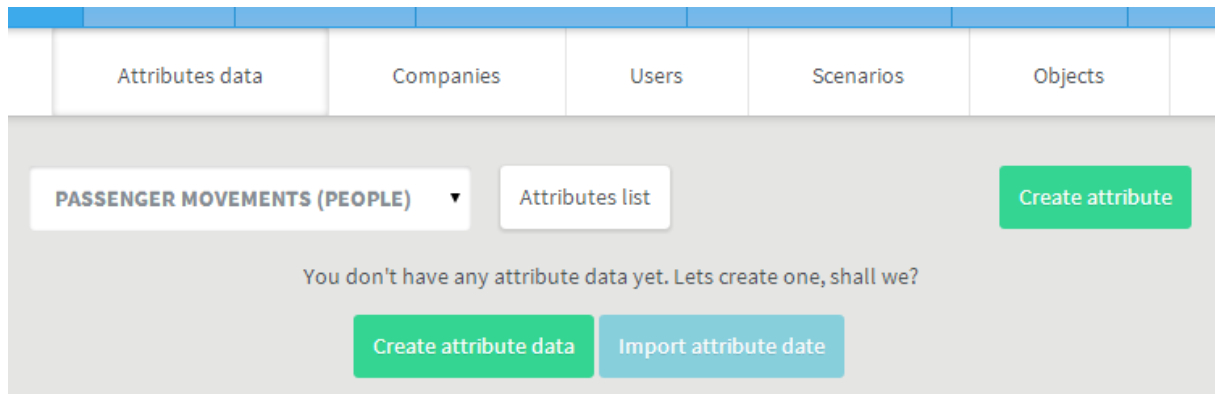 Attributes data Companies Users Scenarios Objects
PASSENGER MOVEMENTS (PEOPLE) Attributes list Create attribute
You don't have any attribute data yet. Lets create one, shall we?
Create attribute data Import attribute date